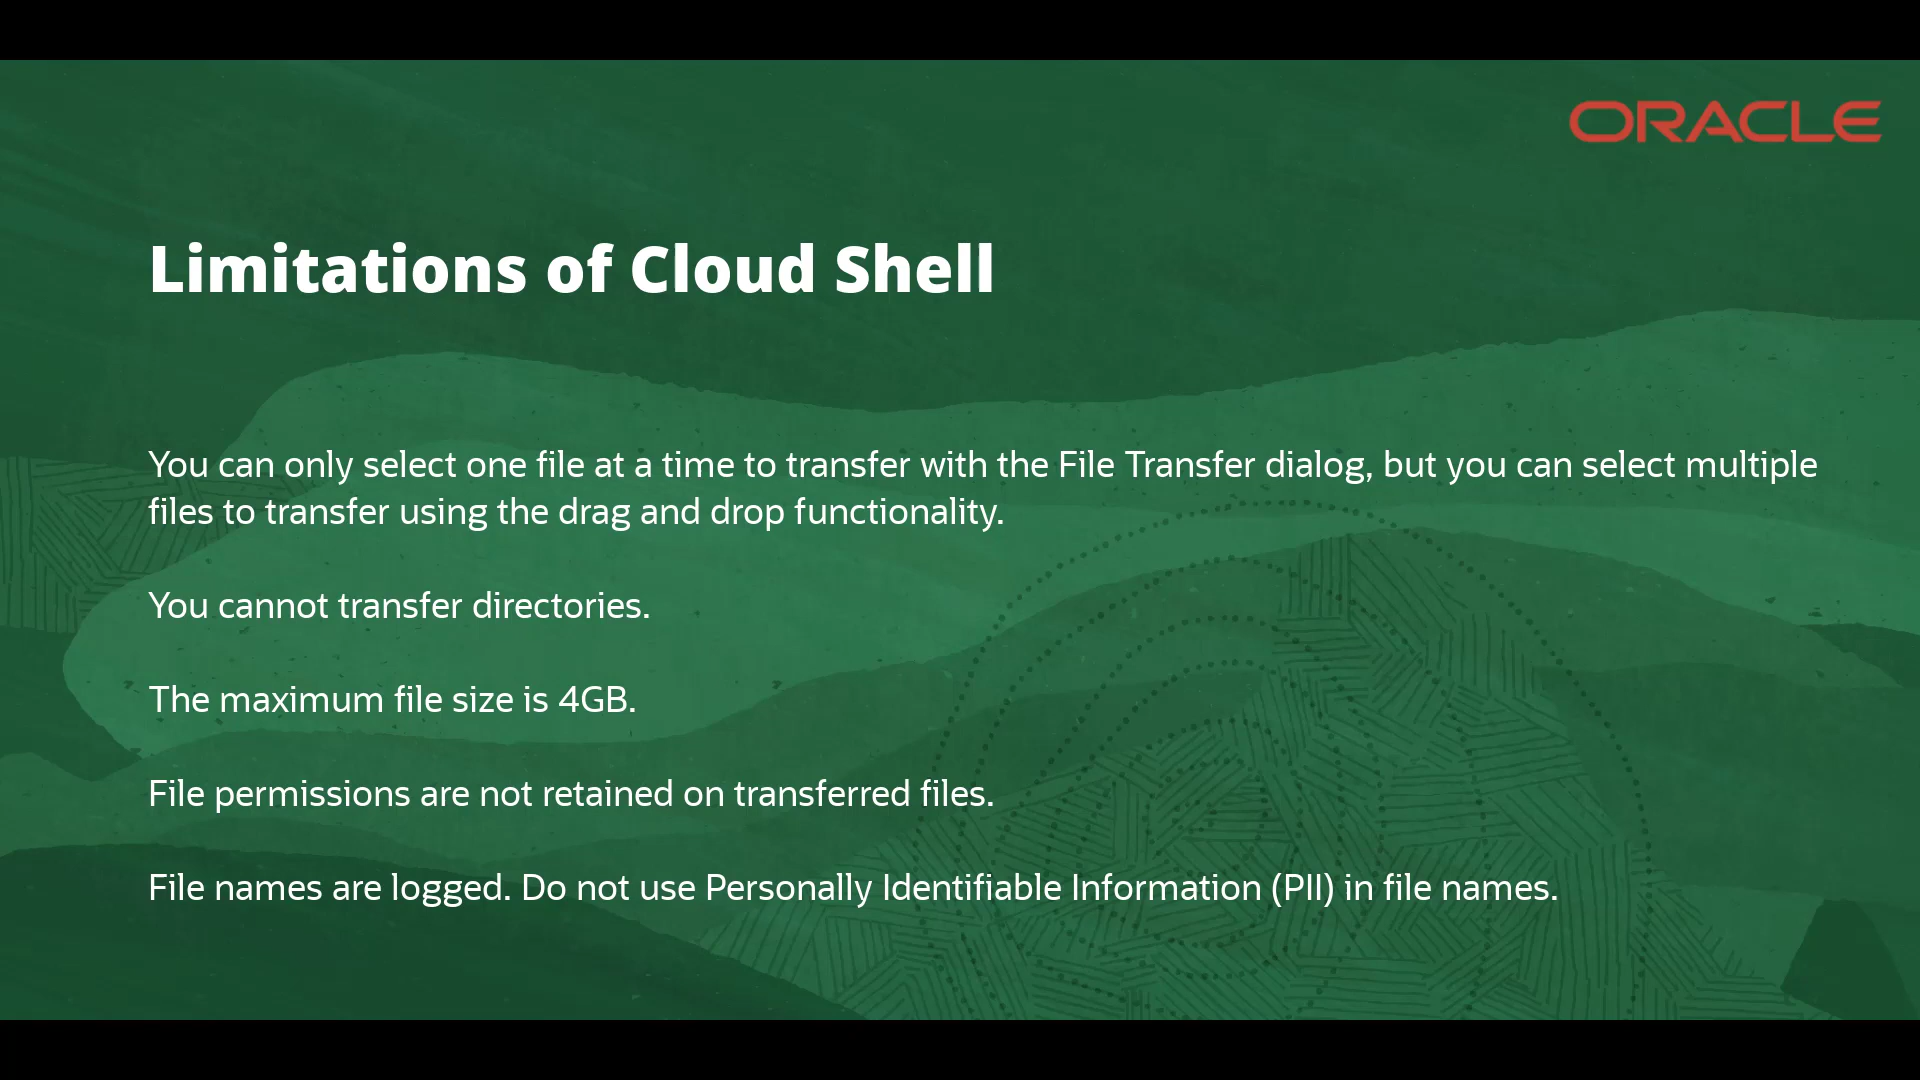 ORACLE
Limitations of Cloud Shell
You can only select one file at a time to transfer with the File Transfer dialog, but you can select multiple
files to transfer using the drag and drop functionality.
You cannot transfer directories.
The maximum file size is 4GB.
File permissions are not retained on transferred files.
File names are logged. Do not use Personally Identifiable Information (PII) in file names.